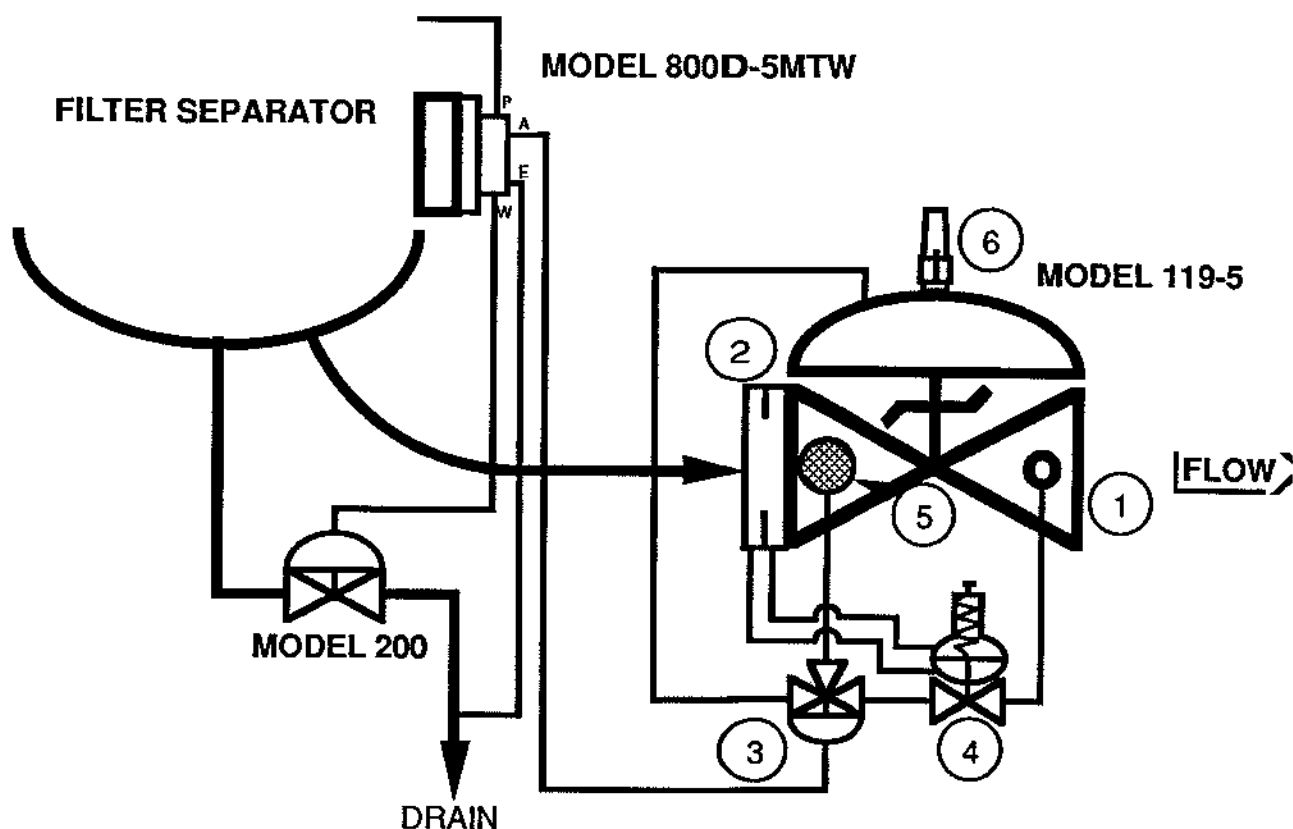 MODEL 800D-5MTW
FILTER SEPARATOR
P
A
E
W
6
MODEL 119-5
2
FLOW
1
5
MODEL 200
3
4
DRAIN